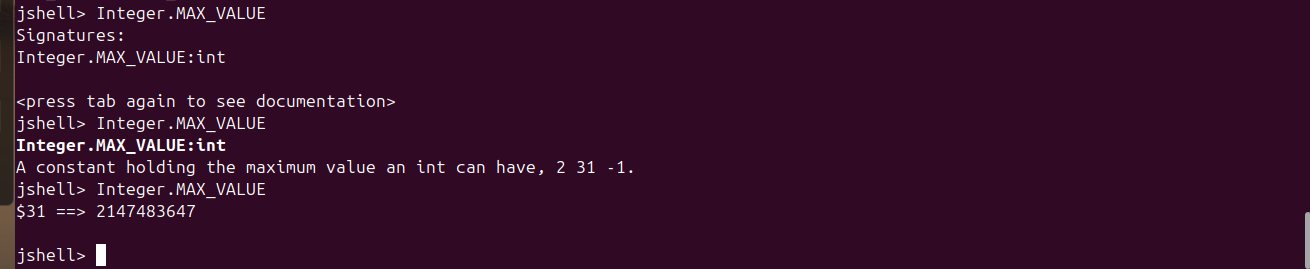 jshell> Integer.MAX_VALUE
Signatures:
Integer.MAX_VALUE:int
<press tab again to see documentation>
jshell> Integer.MAX_VALUE
Integer.MAX_VALUE:int
A constant holding the maximum value an int can have, 2 31 -1.
jshell> Integer.MAX_VALUE
$31 ==> 2147483647
jshell>